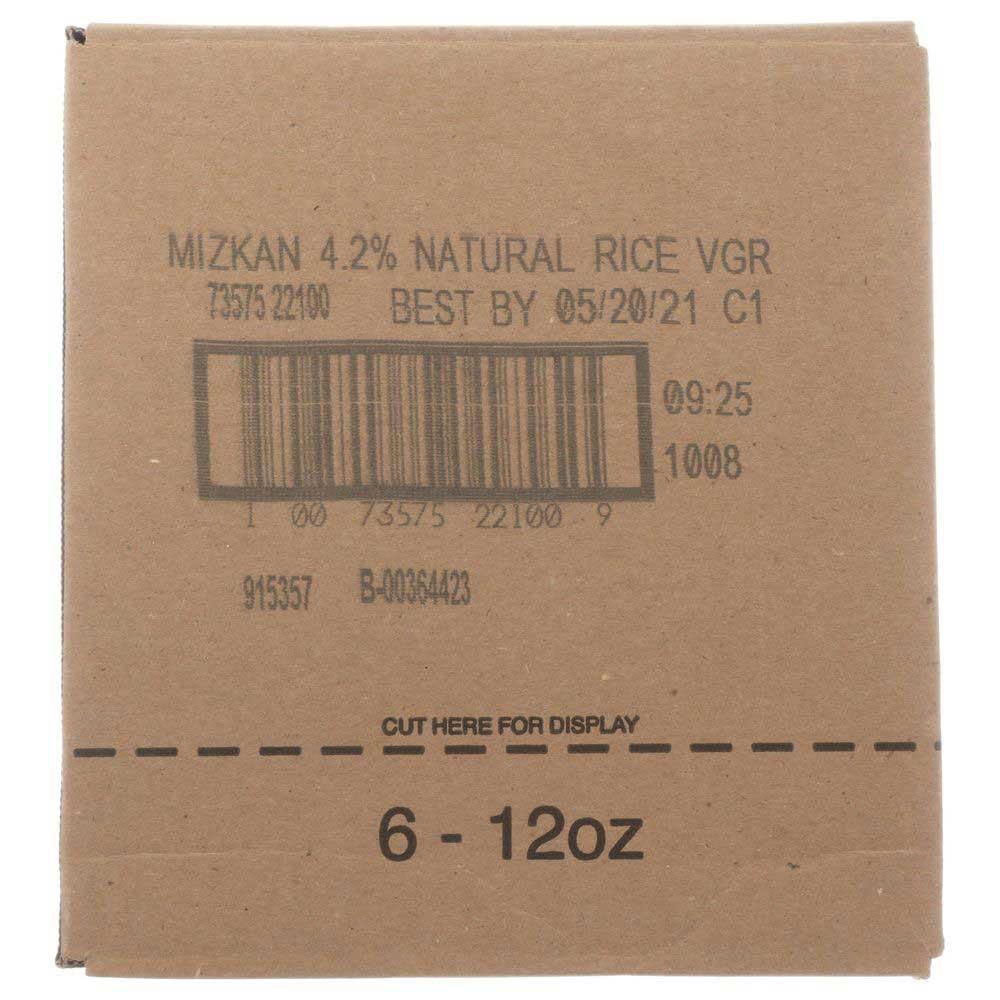 MIZKAN 4.2% NATURAL RICE VGR
73575 22100 BEST BY 05/20/21 C1
09:25
1008
1 00 73575 22100 9
915357 B-00364423
CUT HERE FOR DISPLAY
6 - 12oz